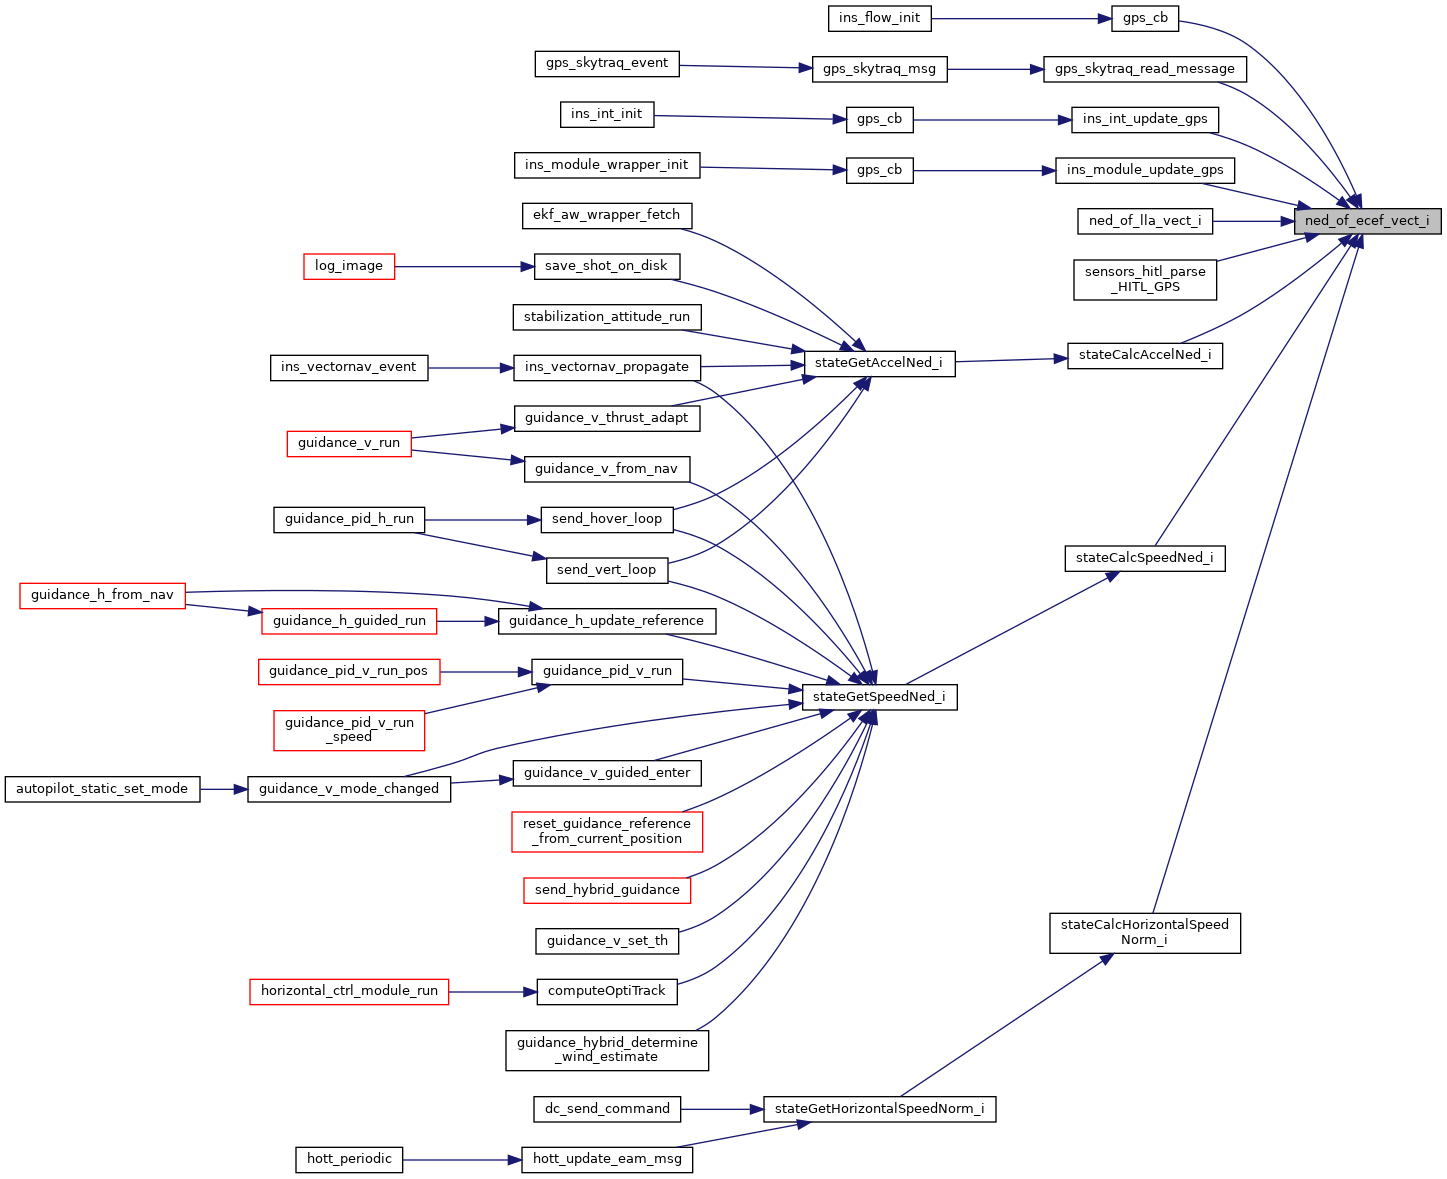 ins_flow_init
gps_cb
gps_skytraq_event
gps_skytraq_msg
gps_skytraq_read_message
ins_int_init
gps_cb
ins_int_update_gps
ins_module_wrapper_init
gps_cb
ins_module_update_gps
ekf_aw_wrapper_fetch
ned_of_lla_vect_i
ned_of_ecef_vect_i
log_image
save_shot_on_disk
sensors_hitl_parse
_HITL_GPS
stabilization_attitude_run
stateGetAccelNed_i
stateCalcAccelNed_i
ins_vectornav_event
ins_vectornav_propagate
guidance_v_thrust_adapt
guidance_v_run
guidance_v_from_nav
guidance_pid_h_run
send_hover_loop
send_vert_loop
stateCalcSpeedNed_i
guidance_h_from_nav
guidance_h_guided_run
guidance_h_update_reference
guidance_pid_v_run_pos
guidance_pid_v_run
stateGetSpeedNed_i
guidance_pid_v_run
_speed
guidance_v_guided_enter
autopilot_static_set_mode
guidance_v_mode_changed
reset_guidance_reference
_from_current_position
send_hybrid_guidance
guidance_v_set_th
stateCalcHorizontalSpeed
Norm_i
horizontal_ctrl_module_run
computeOptiTrack
guidance_hybrid_determine
_wind_estimate
dc_send_command
stateGetHorizontalSpeedNorm_i
hott_periodic
hott_update_eam_msg